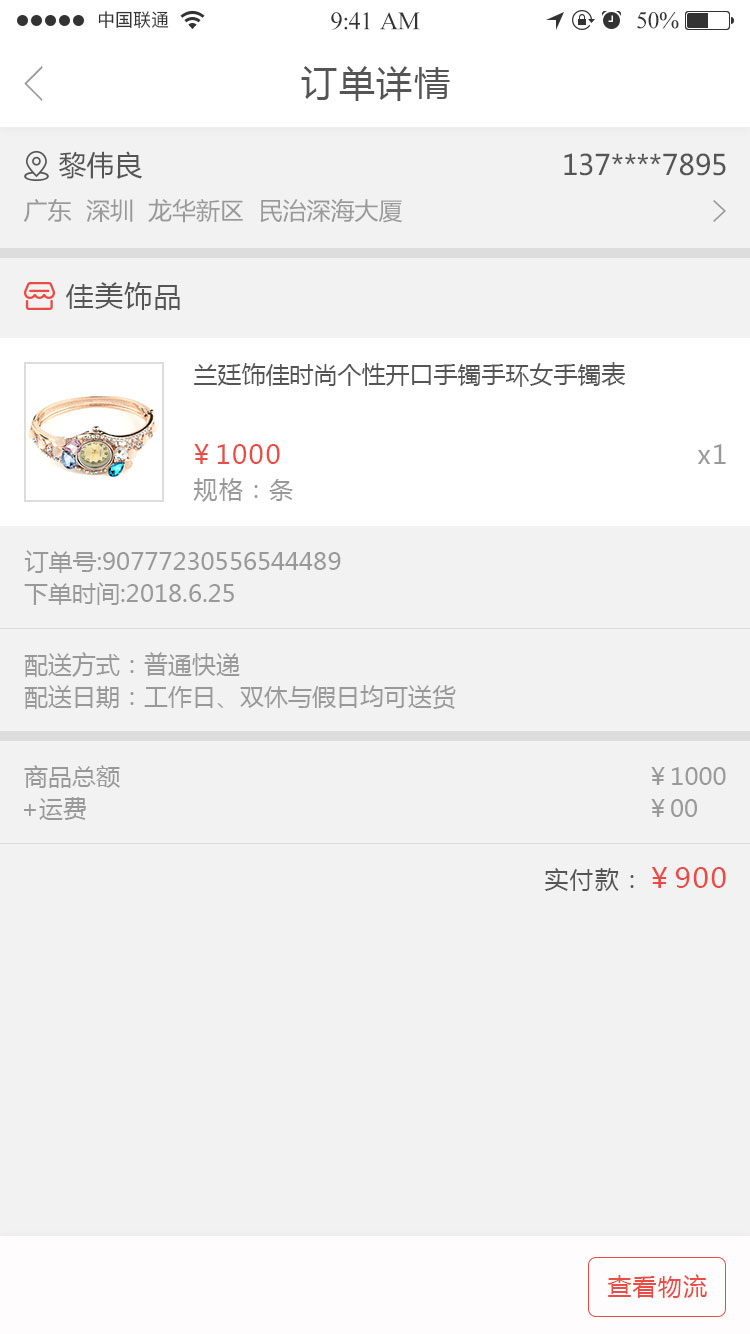 中国联通 9:41 AM 50%
订单详情
黎伟良 137****7895
广东 深圳 龙华新区 民治深海大厦
佳美饰品
兰廷饰佳时尚个性开口手镯手环女手镯表
¥1000 x1
规格：条
订单号:90777230556544489
下单时间:2018.6.25
配送方式：普通快递
配送日期：工作日、双休与假日均可送货
商品总额 ¥1000
+运费 ¥00
实付款：¥900
查看物流